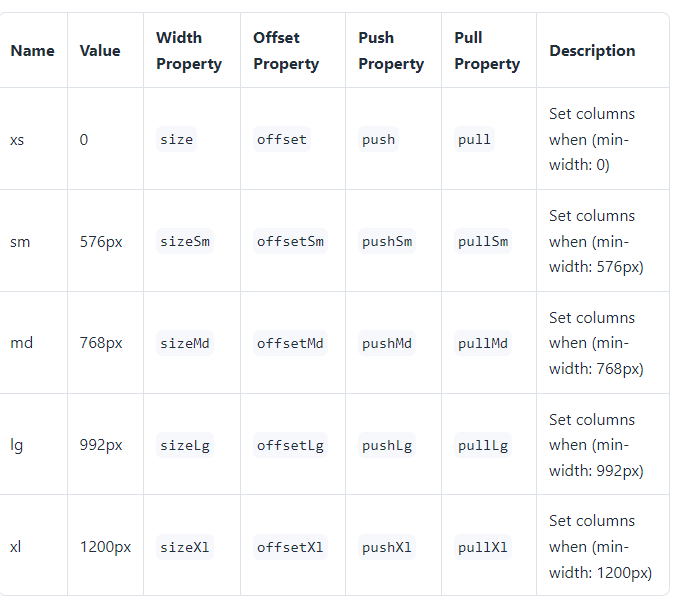 Name Value Width Property Offset Property Push Property Pull Property Description
xs 0 size offset push pull Set columns when (min-width: 0)
sm 576px sizeSm offsetSm pushSm pullSm Set columns when (min-width: 576px)
md 768px sizeMd offsetMd pushMd pullMd Set columns when (min-width: 768px)
lg 992px sizeLg offsetLg pushLg pullLg Set columns when (min-width: 992px)
xl 1200px sizeXl offsetXl pushXl pullXl Set columns when (min-width: 1200px)